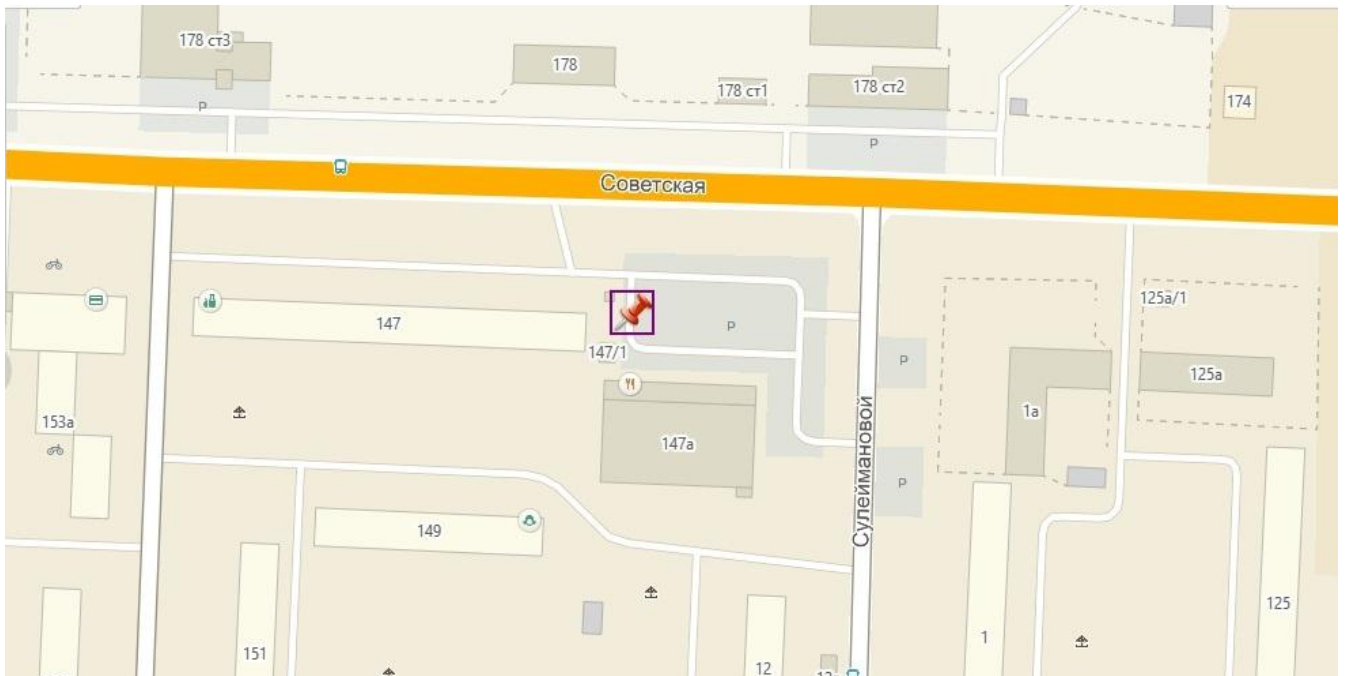 178 ст3
178
178 ст1
178 ст2
174
P
P
Советская
125а/1
147
P
147/1
P
125а
153а
1а
147а
Сулеймановой
P
149
151
12
1
125